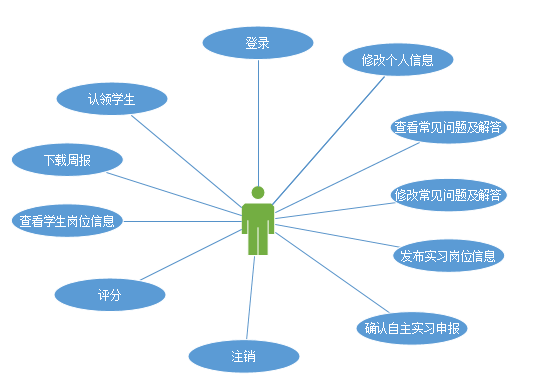 登录
修改个人信息
认领学生
查看常见问题及解答
下载周报
修改常见问题及解答
查看学生岗位信息
发布实习岗位信息
评分
确认自主实习申报
注销